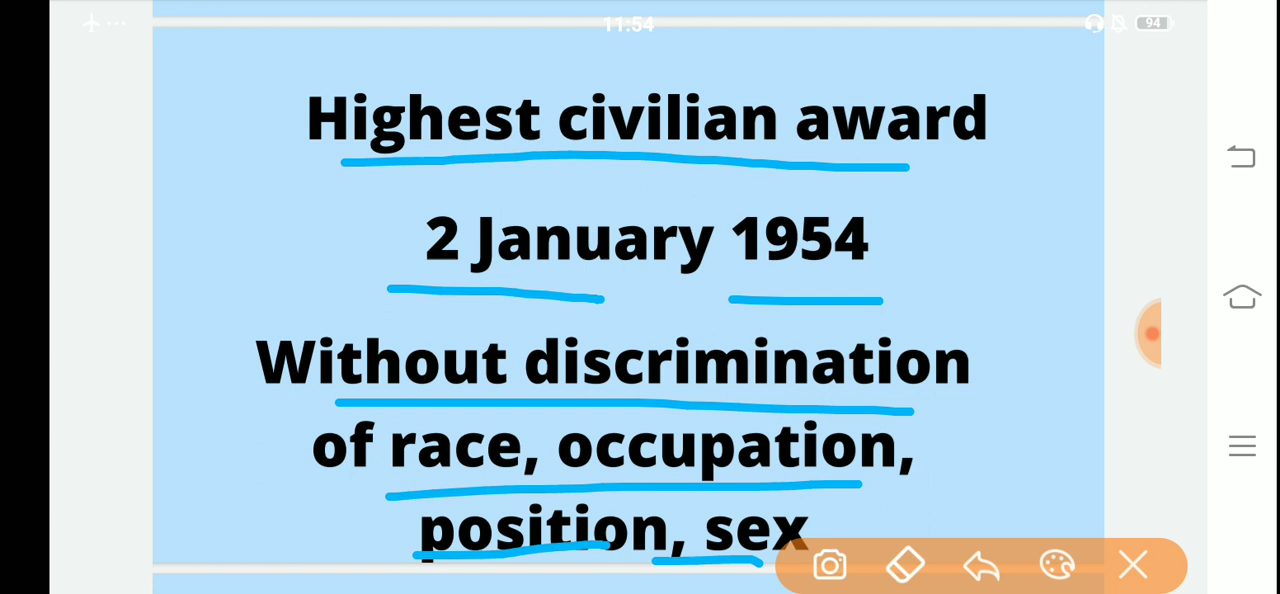 11:54
94
Highest civilian award
2 January 1954
Without discrimination
of race, occupation,
position, sex